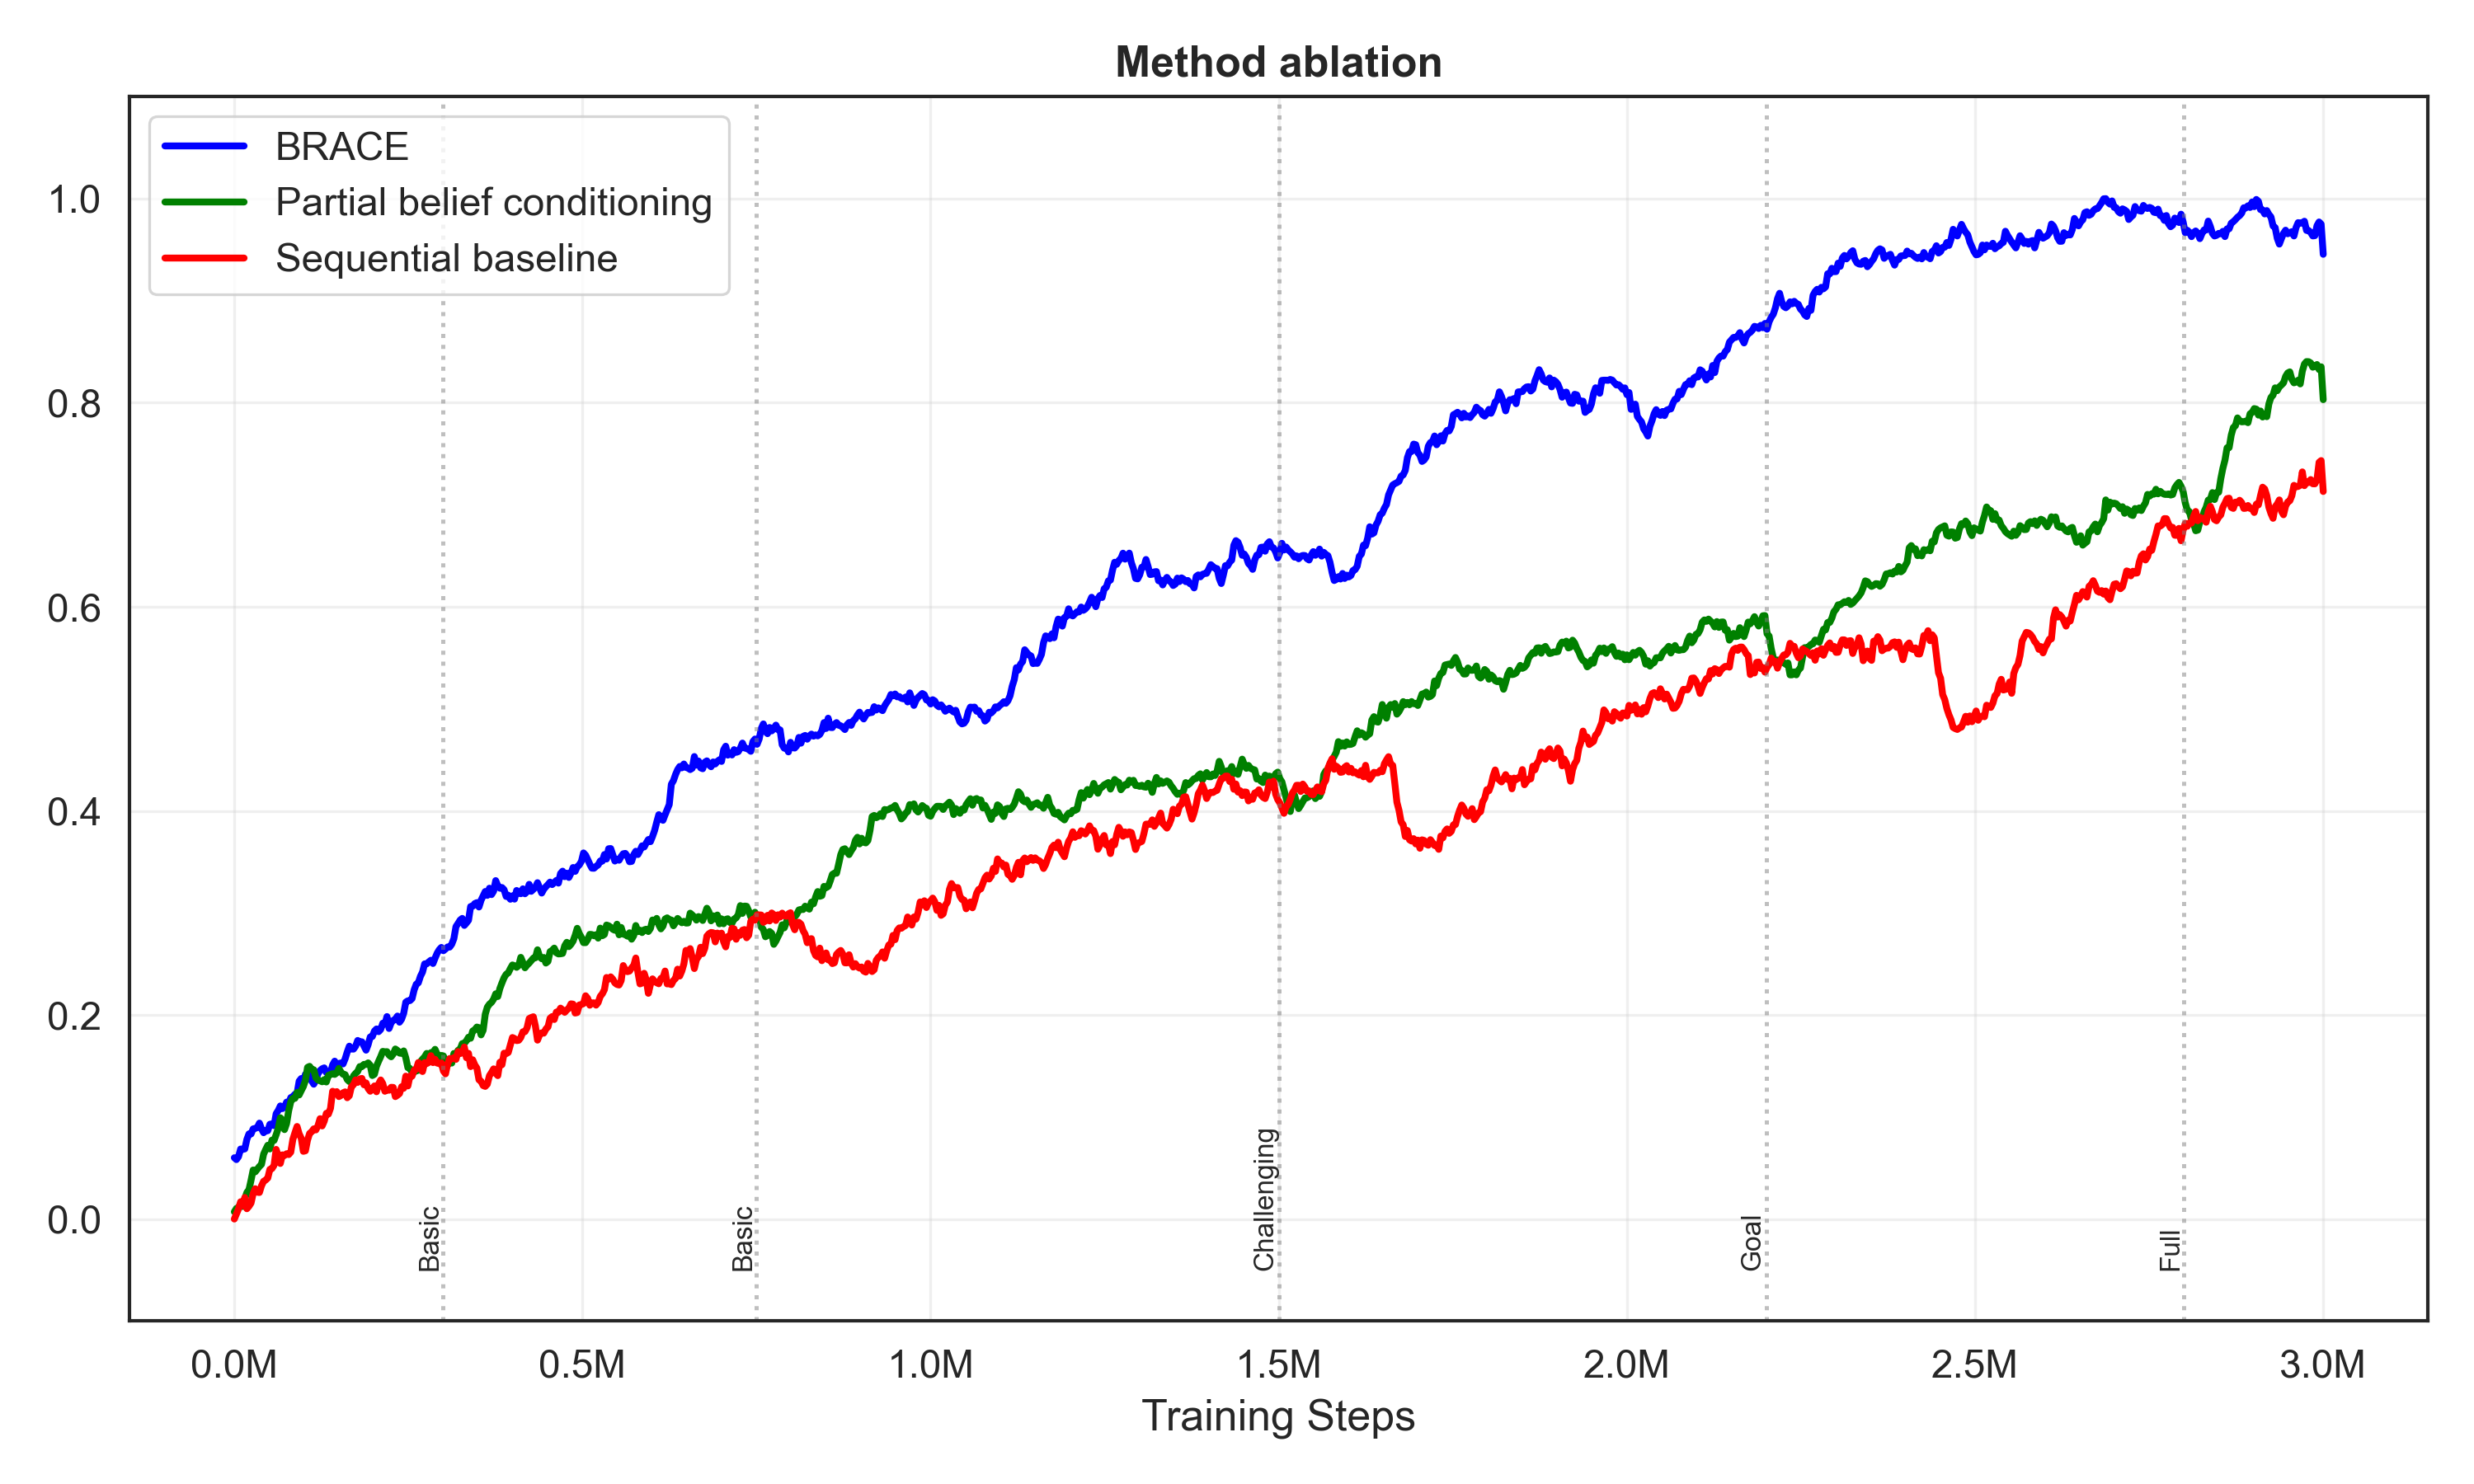 Method ablation
BRACE
Partial belief conditioning
Sequential baseline
1.0
0.8
0.6
0.4
0.2
0.0
Basic
Basic
Challenging
Goal
Full
0.0M
0.5M
1.0M
1.5M
2.0M
2.5M
3.0M
Training Steps